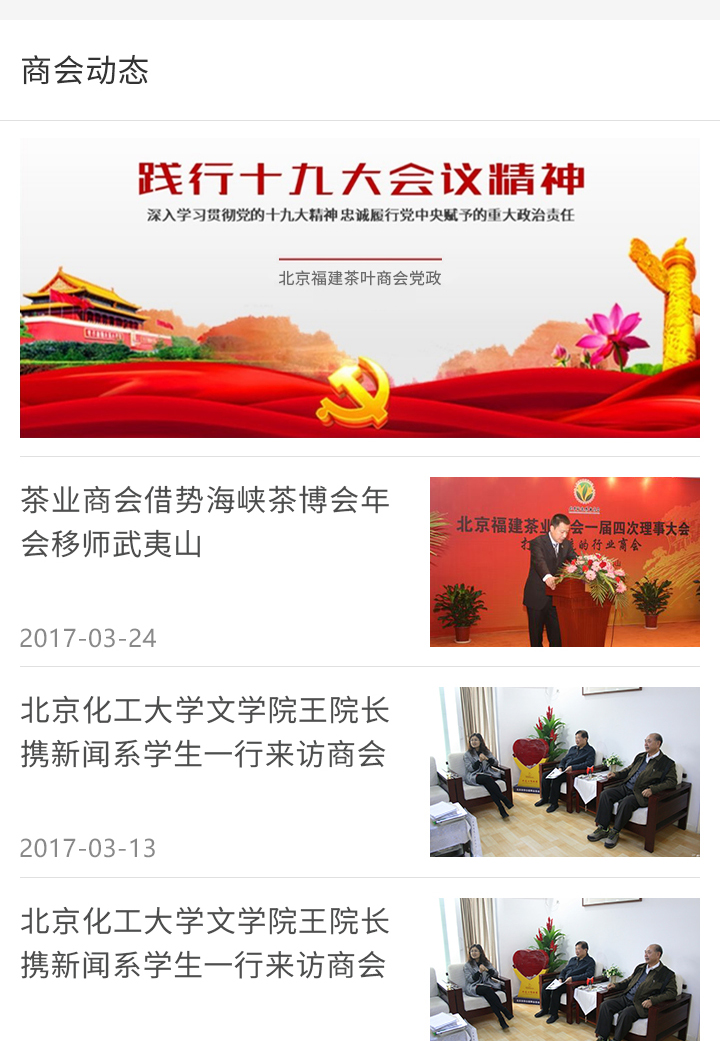 商会动态
践行十九大会议精神
深入学习贯彻党的十九大精神 忠诚履行党中央赋予的重大政治责任
北京福建茶叶商会党政
茶业商会借势海峡茶博会年
会移师武夷山
北京福建茶业
会一届四次理事大会
的行业商会
2017-03-24
北京化工大学文学院王院长
携新闻系学生一行来访商会
2017-03-13
北京化工大学文学院王院长
携新闻系学生一行来访商会